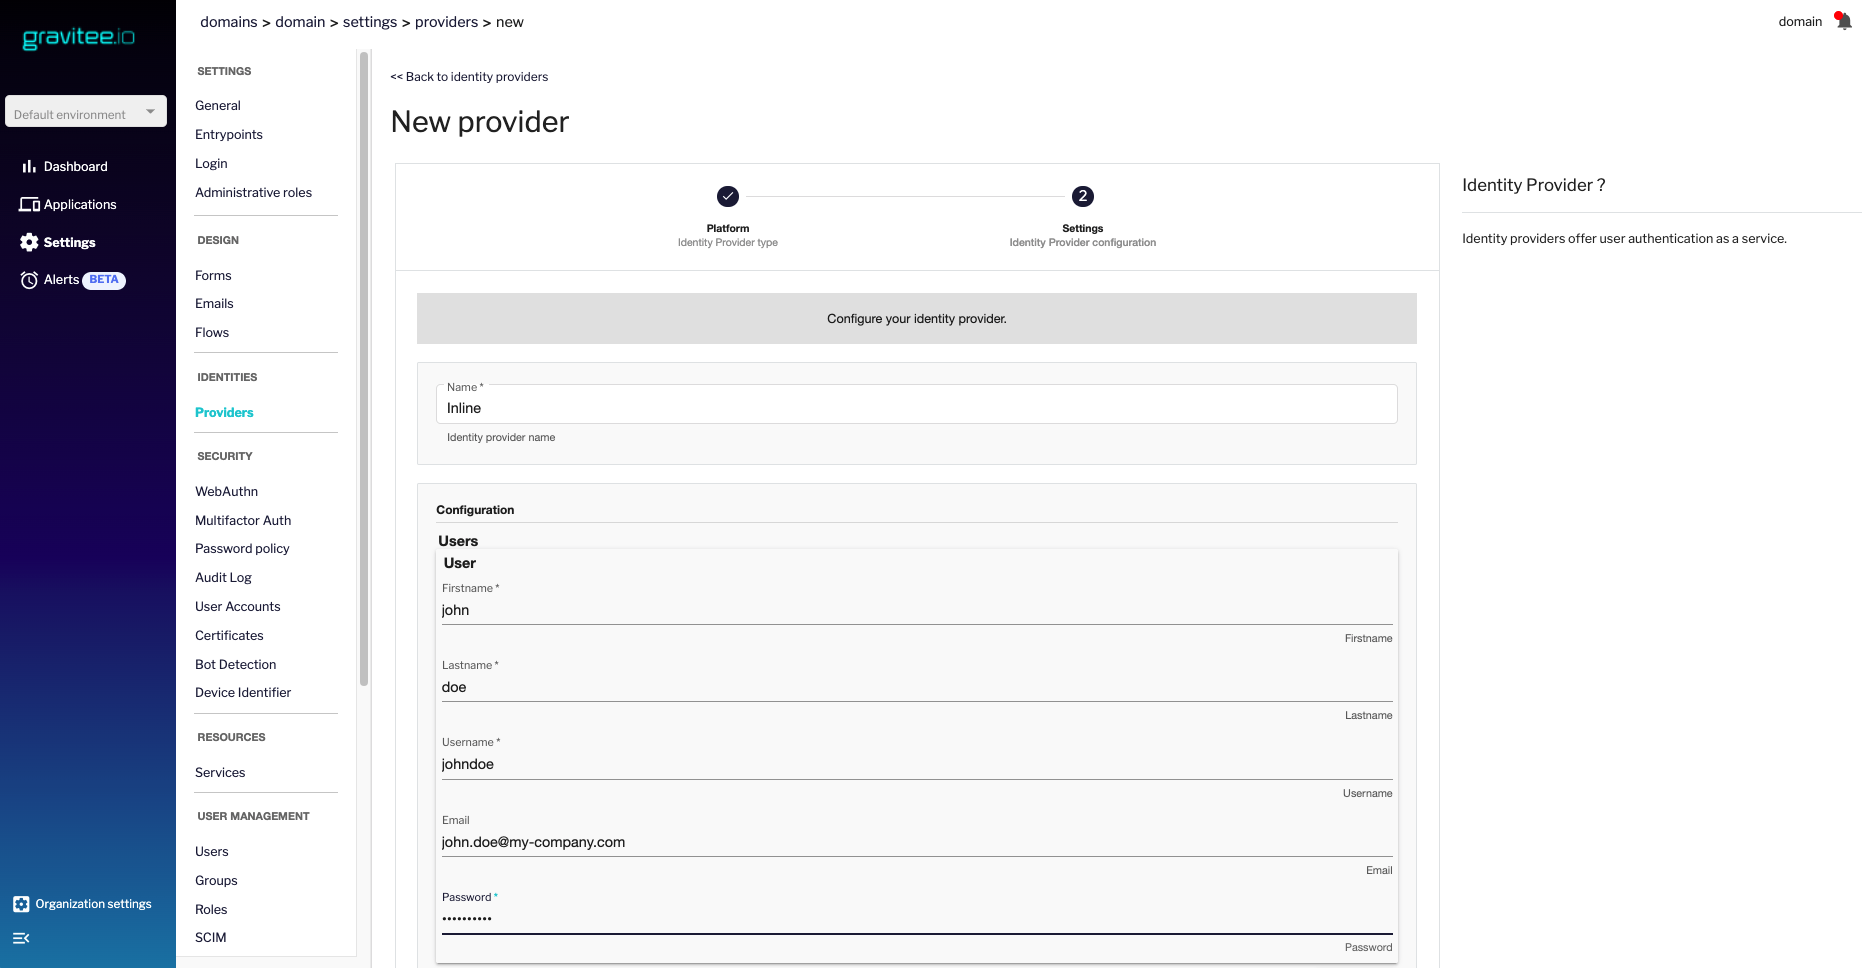 gravitee.io
Default environment
Dashboard
Applications
Settings
Alerts BETA
Organization settings
domains > domain > settings > providers > new
domain
SETTINGS
General
Entrypoints
Login
Administrative roles
DESIGN
Forms
Emails
Flows
IDENTITIES
Providers
SECURITY
WebAuthn
Multifactor Auth
Password policy
Audit Log
User Accounts
Certificates
Bot Detection
Device Identifier
RESOURCES
Services
USER MANAGEMENT
Users
Groups
Roles
SCIM
<< Back to identity providers
New provider
Platform
Identity Provider type
2
Settings
Identity Provider configuration
Configure your identity provider.
Name *
Inline
Identity provider name
Configuration
Users
User
Firstname *
john
Firstname
Lastname *
doe
Lastname
Username *
johndoe
Username
Email
john.doe@my-company.com
Email
Password *
••••••••••
Password
Identity Provider ?
Identity providers offer user authentication as a service.